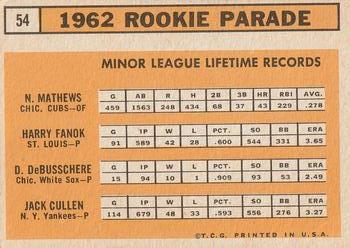 54 1962 ROOKIE PARADE
MINOR LEAGUE LIFETIME RECORDS
G AB R H 2B 3B HR RBI AVG.
N. MATHEWS 459 1563 248 434 68 37 43 229 .278
CHIC. CUBS-OF
G IP W L PCT. SO BB ERA
HARRY FANOK 91 589 42 28 .600 544 331 3.65
ST. LOUIS-P
G IP W L PCT. SO BB ERA
D. DeBUSSCHERE 15 94 10 1 .909 93 53 2.49
CHIC. White Sox-P
G IP W L PCT. SO BB ERA
JACK CULLEN 114 679 48 33 .593 556 276 3.27
N. Y. Yankees-P
©T.C.G. PRINTED IN U.S.A.